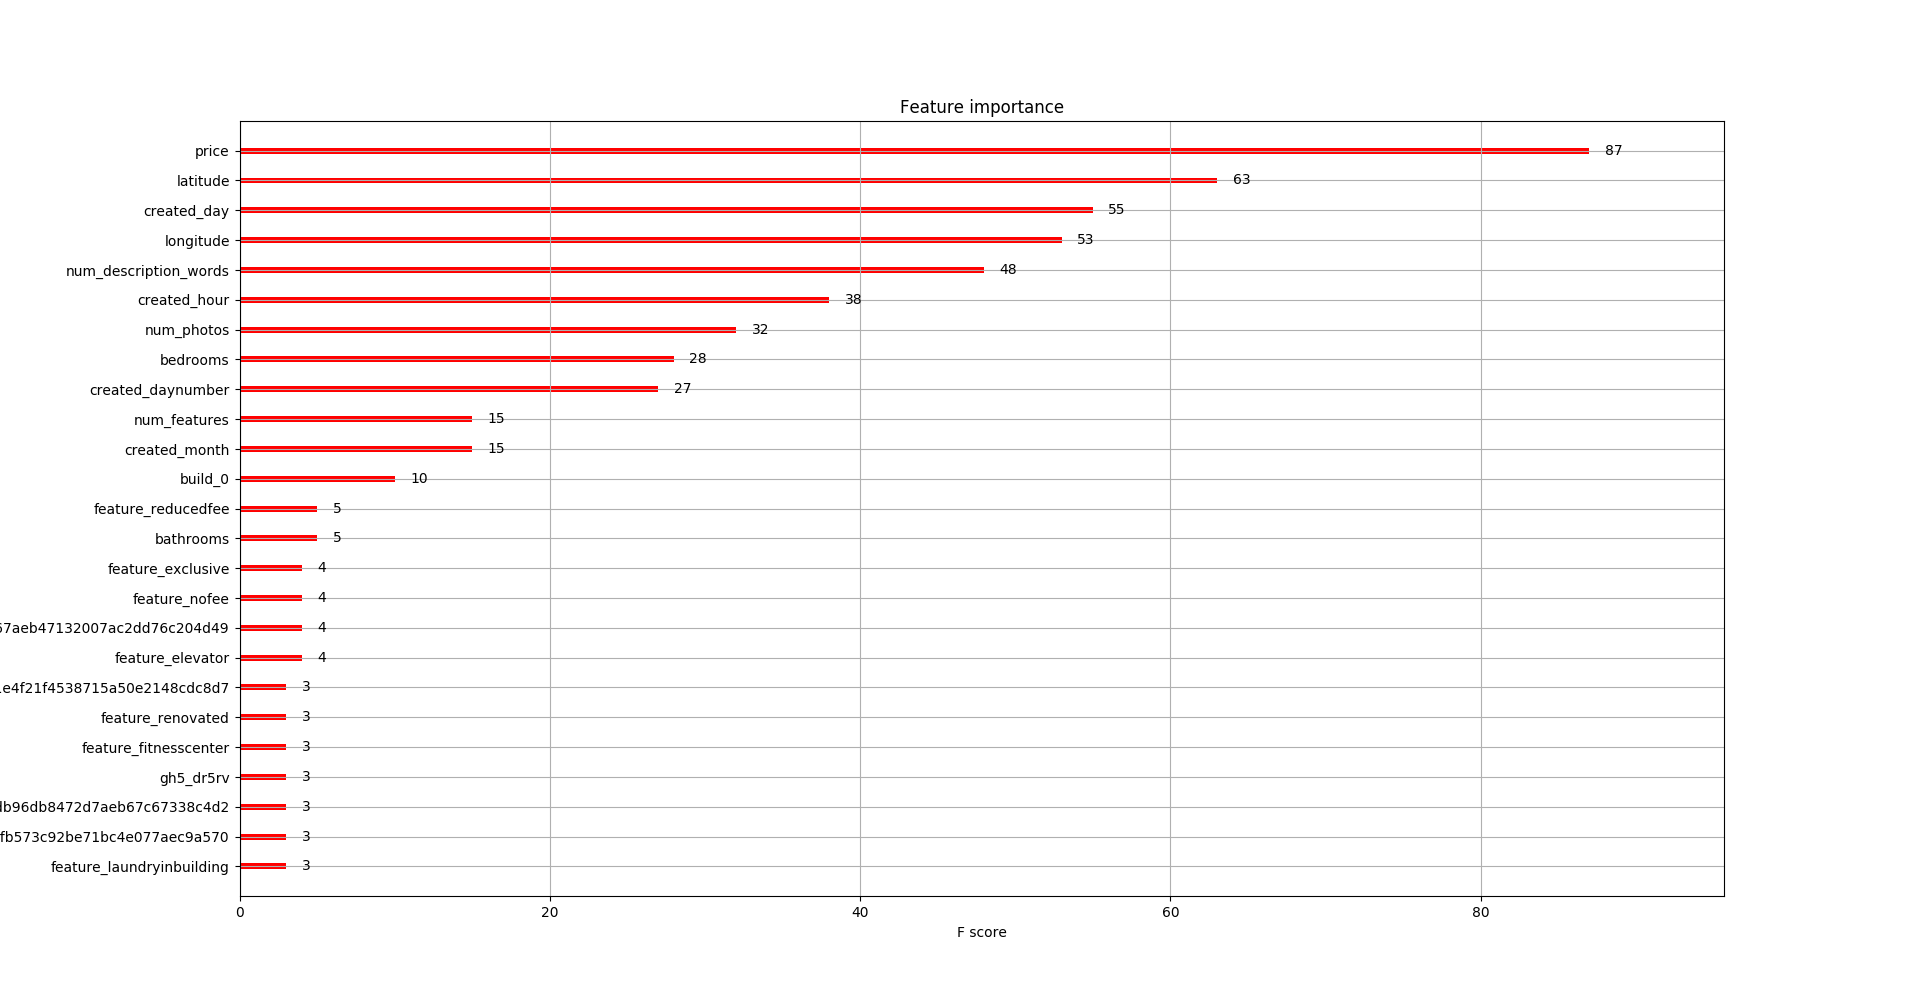 Feature importance
price 87
latitude 63
created_day 55
longitude 53
num_description_words 48
created_hour 38
num_photos 32
bedrooms 28
created_daynumber 27
num_features 15
created_month 15
build_0 10
feature_reducedfee 5
bathrooms 5
feature_exclusive 4
feature_nofee 4
67aeb47132007ac2dd76c204d49 4
feature_elevator 4
e4f21f4538715a50e2148cdc8d7 3
feature_renovated 3
feature_fitnesscenter 3
gh5_dr5rv 3
db96db8472d7aeb67c67338c4d2 3
fb573c92be71bc4e077aec9a570 3
feature_laundryinbuilding 3
0 20 40 60 80
F score